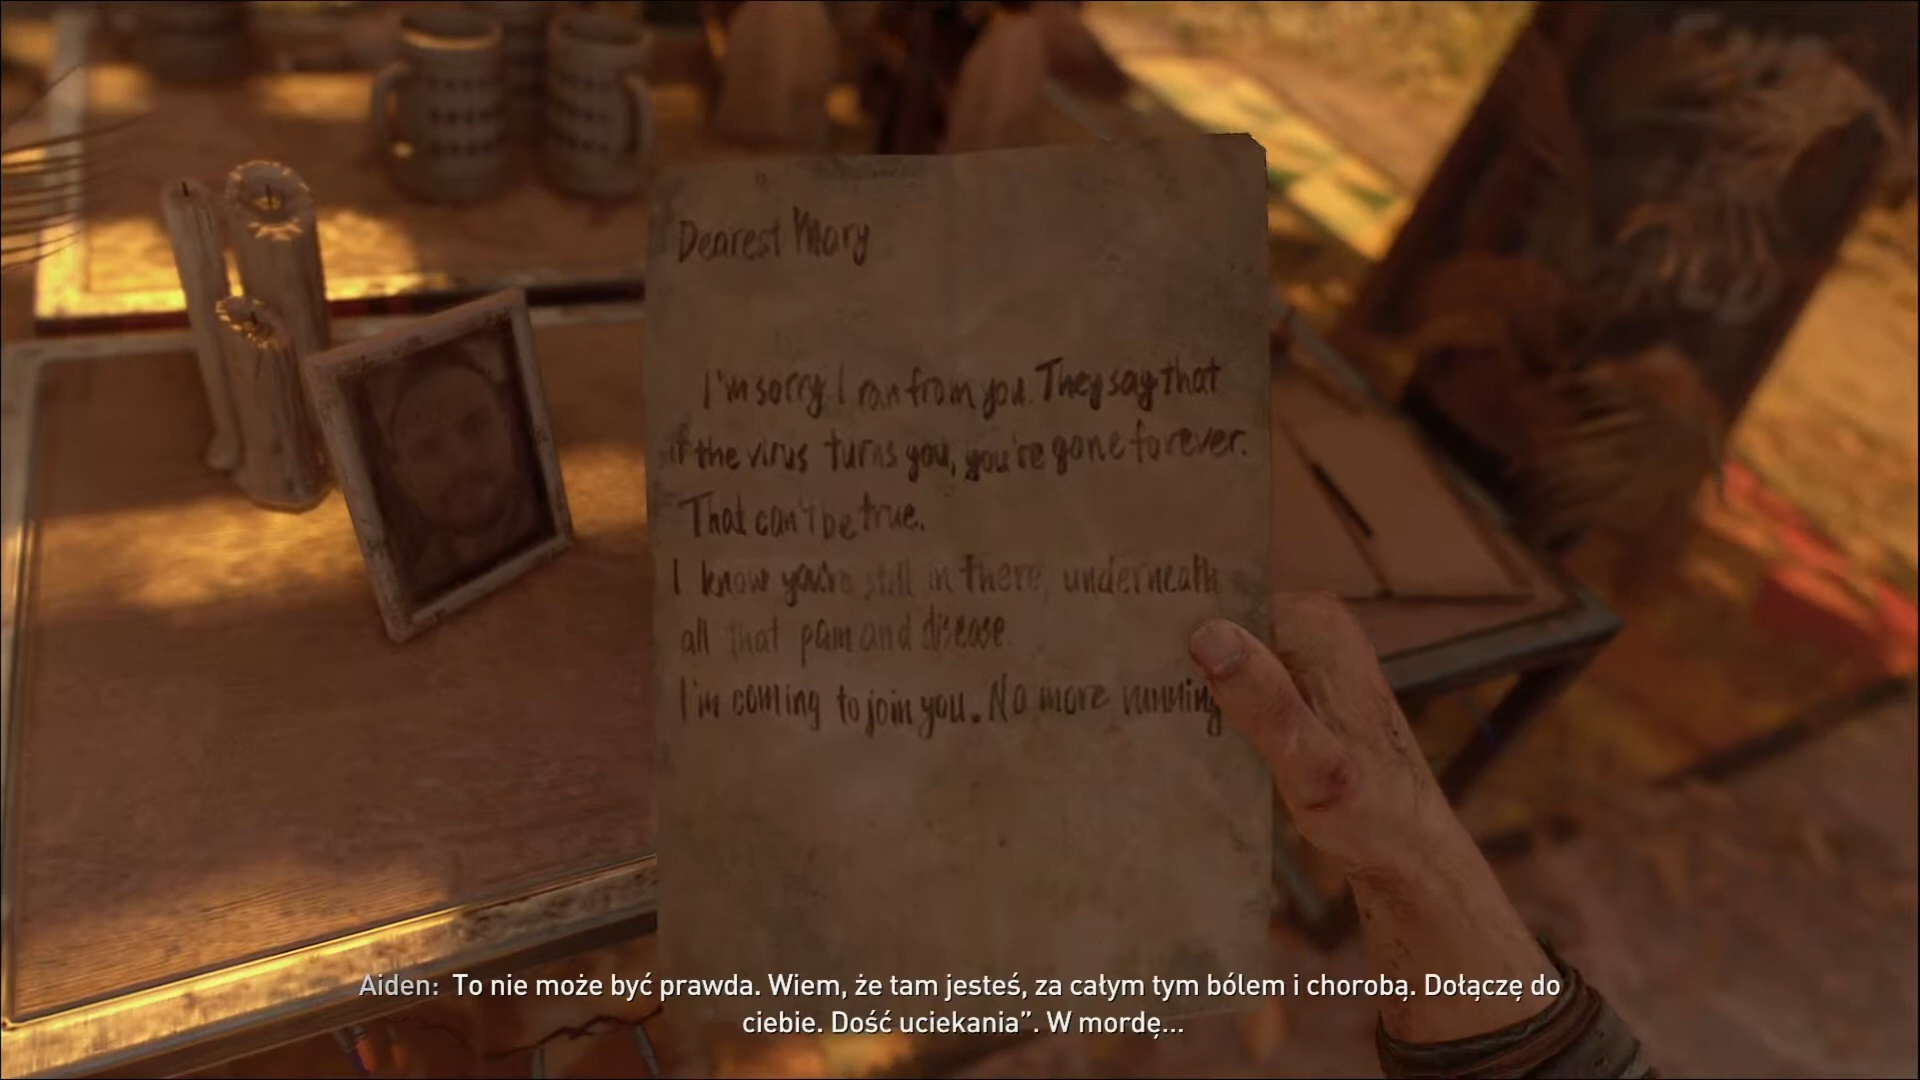 Dearest Mary
I'm sorry I ran from you. They say that
if the virus turns you, you're gone forever.
That can't be true.
I know you're still in there, underneath
all that pain and disease.
I'm coming to join you. No more running
Aiden: To nie może być prawda. Wiem, że tam jesteś, za całym tym bólem i chorobą. Dołączę do
ciebie. Dość uciekania”. W mordę...